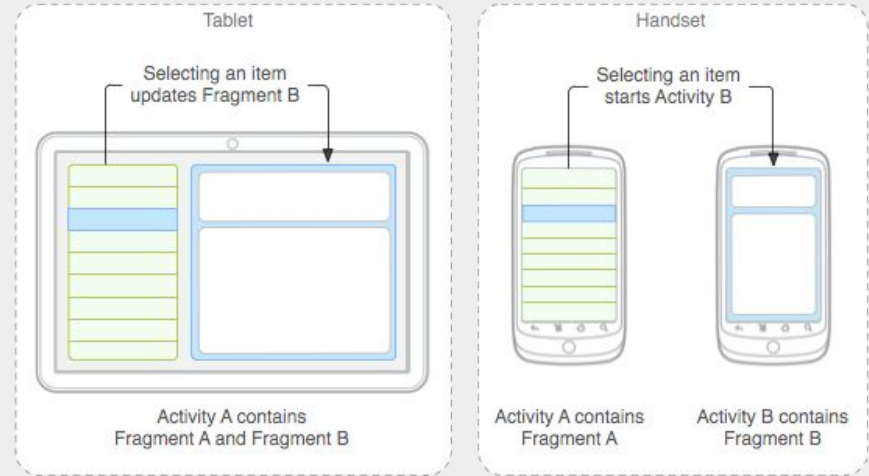 Tablet
Selecting an item
updates Fragment B
Activity A contains
Fragment A and Fragment B
Handset
Selecting an item
starts Activity B
Activity A contains
Fragment A
Activity B contains
Fragment B